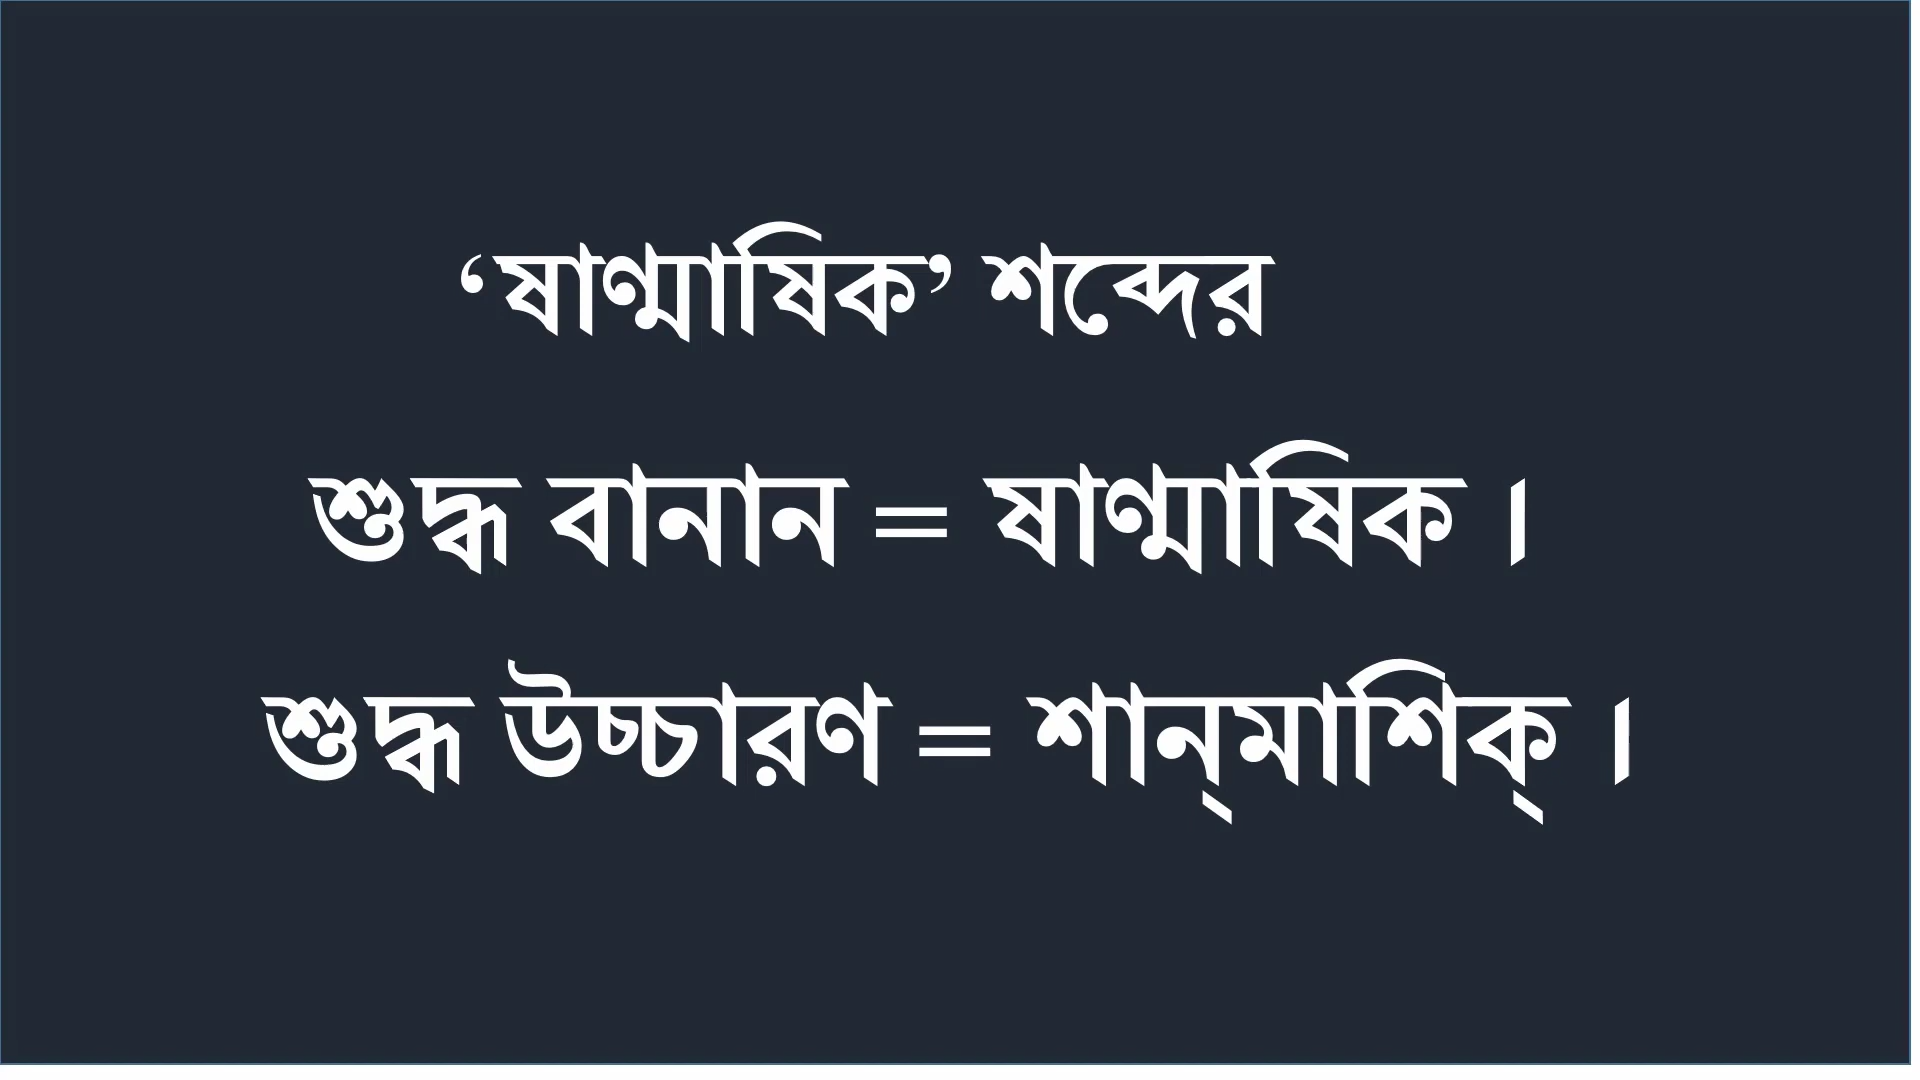 ‘ষাণ্মাষিক’ শব্দের
শুদ্ধ বানান = ষাণ্মাষিক।
শুদ্ধ উচ্চারণ = শান্‌মাশিক্‌।